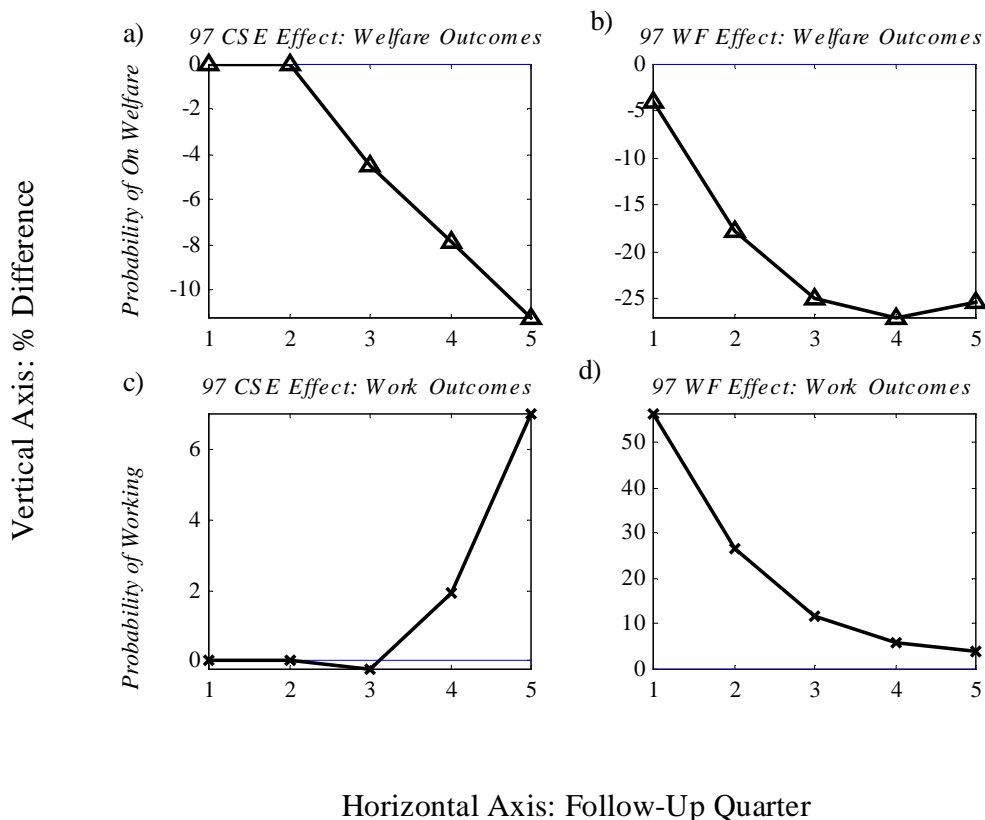 a) 97 CSE Effect: Welfare Outcomes
b) 97 WF Effect: Welfare Outcomes
Vertical Axis: % Difference
Probability of On Welfare
0
-2
-4
-6
-8
-10
1 2 3 4 5
0
-5
-10
-15
-20
-25
1 2 3 4 5
c) 97 CSE Effect: Work Outcomes
d) 97 WF Effect: Work Outcomes
Probability of Working
6
4
2
0
1 2 3 4 5
50
40
30
20
10
0
1 2 3 4 5
Horizontal Axis: Follow-Up Quarter